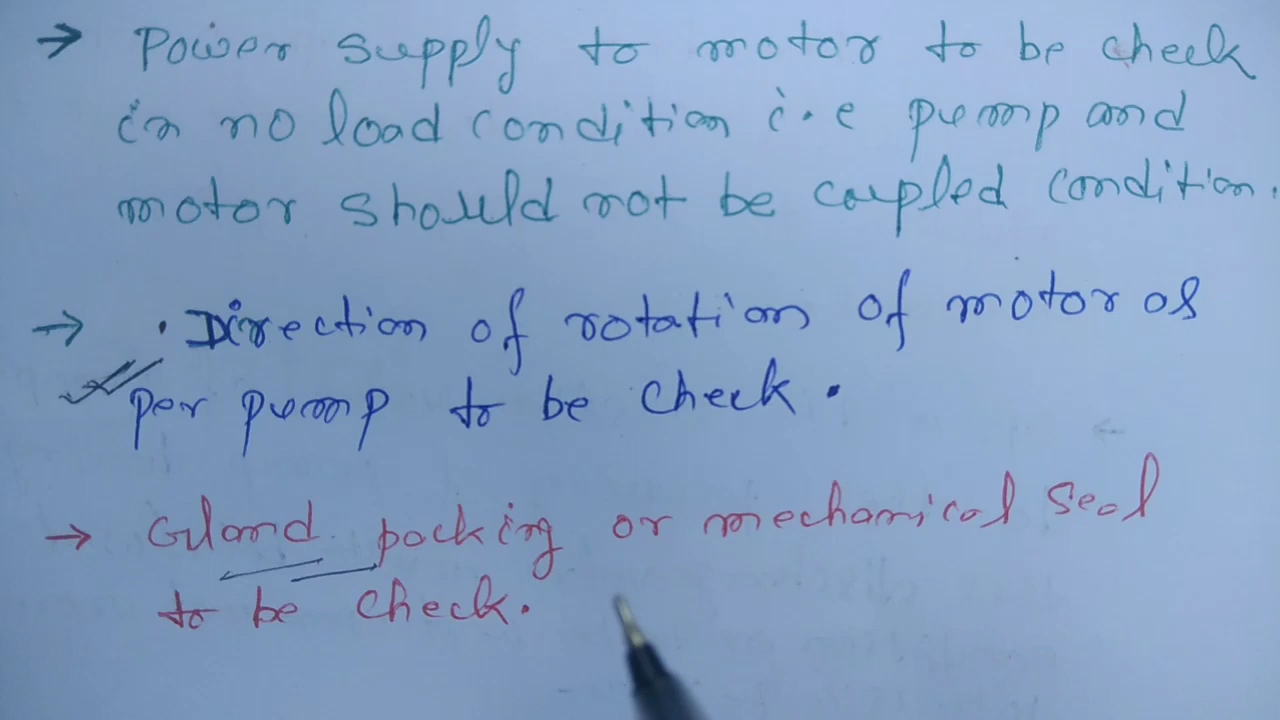 → Power supply to motor to be check
in no load condition i.e pump and
motor should not be coupled condition.
→ . Direction of rotation of motor as
per pump to be check.
→ Gland packing or mechanical seal
to be check.